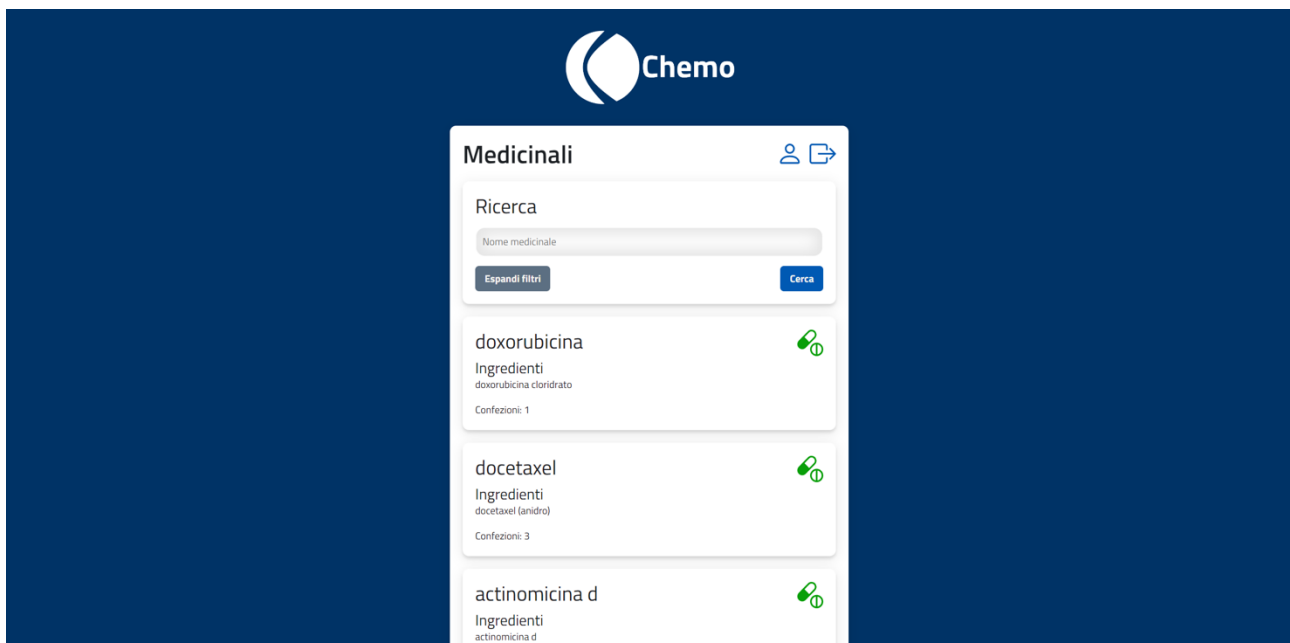 Chemo
Medicinali
Ricerca
Nome medicinale
Espandi filtri
Cerca
doxorubicina
Ingredienti
doxorubicina cloridrato
Confezioni: 1
docetaxel
Ingredienti
docetaxel (anidro)
Confezioni: 3
actinomicina d
Ingredienti
actinomicina d